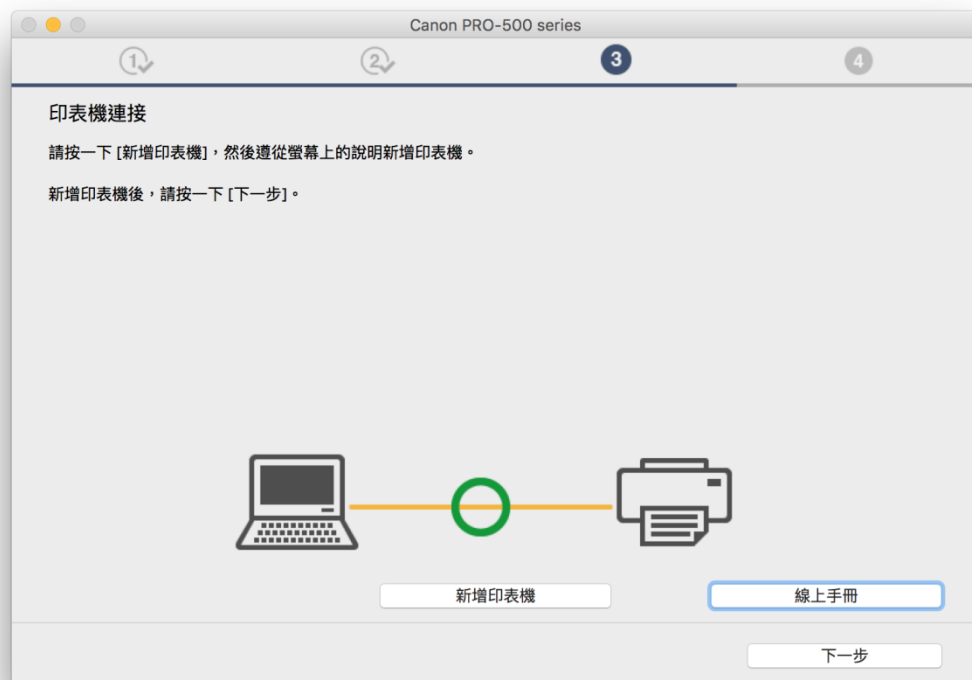 Canon PRO-500 series
1
2
3
4
印表機連接
請按一下 [新增印表機]，然後遵從螢幕上的說明新增印表機。
新增印表機後，請按一下 [下一步]。
新增印表機
線上手冊
下一步